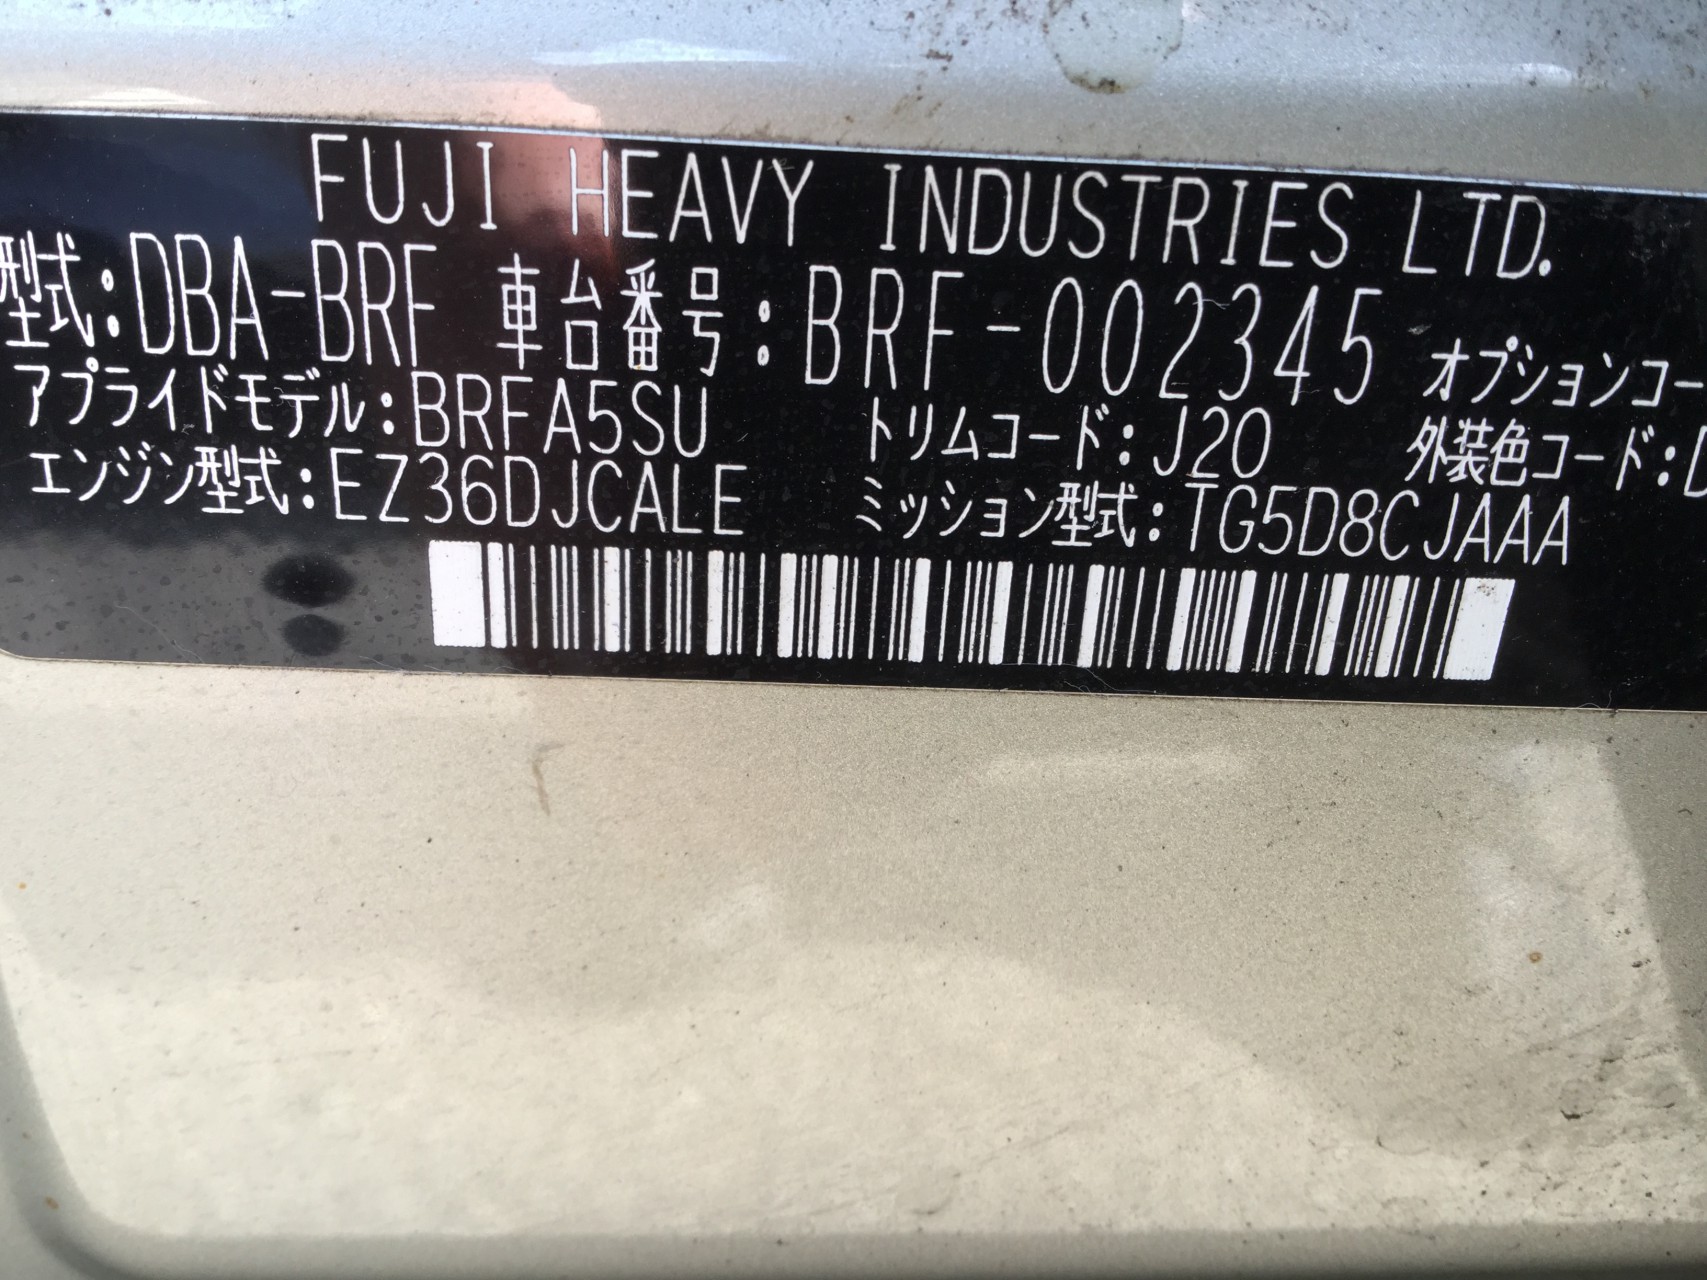 FUJI HEAVY INDUSTRIES LTD.
型式:DBA-BRF 車台番号:BRF-002345 オプションコー
アプライドモデル:BRFA5SU トリムコード:J20 外装色コード:D
エンジン型式:EZ36DJCALE ミッション型式:TG5D8CJAAA